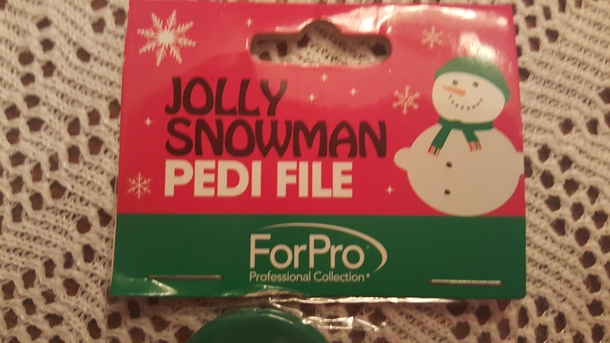 JOLLY
SNOWMAN
PEDI FILE
ForPro®
Professional Collection®